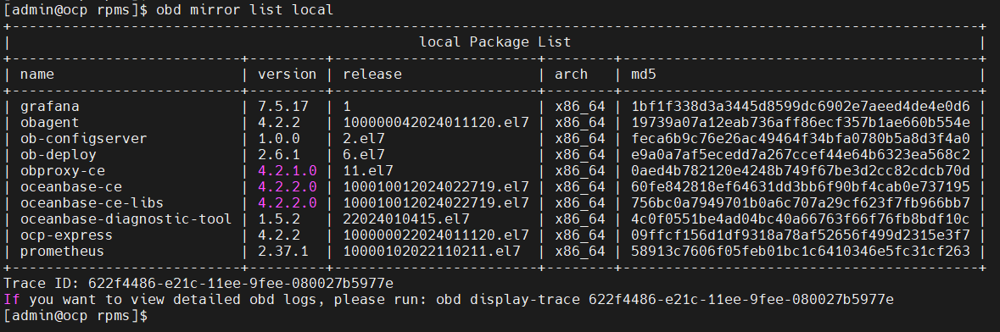 [admin@ocp rpms]$ obd mirror list local
+------------------------------------------------------------------------------------------------------------------+
|                                                local Package List                                                |
+----------------------------+---------+------------------------+--------+------------------------------------------+
| name                       | version | release                | arch   | md5                                      |
+----------------------------+---------+------------------------+--------+------------------------------------------+
| grafana                    | 7.5.17  | 1                      | x86_64 | 1bf1f338d3a3445d8599dc6902e7aeed4de4e0d6 |
| obagent                    | 4.2.2   | 100000042024011120.el7 | x86_64 | 19739a07a12eab736aff86ecf357b1ae660b554e |
| ob-configserver            | 1.0.0   | 2.el7                  | x86_64 | feca6b9c76e26ac49464f34bfa0780b5a8d3f4a0 |
| ob-deploy                  | 2.6.1   | 6.el7                  | x86_64 | e9a0a7af5ecedd7a267ccef44e64b6323ea568c2 |
| obproxy-ce                 | 4.2.1.0 | 11.el7                 | x86_64 | 0aed4b782120e4248b749f67be3d2cc82cdcb70d |
| oceanbase-ce               | 4.2.2.0 | 100010012024022719.el7 | x86_64 | 60fe842818ef64631dd3bb6f90bf4cab0e737195 |
| oceanbase-ce-libs          | 4.2.2.0 | 100010012024022719.el7 | x86_64 | 756bc0a7949701b0a6c707a29cf623f7fb966bb7 |
| oceanbase-diagnostic-tool  | 1.5.2   | 22024010415.el7        | x86_64 | 4c0f0551be4ad04bc40a66763f66f76fb8bdf10c |
| ocp-express                | 4.2.2   | 100000022024011120.el7 | x86_64 | 09ffcf156d1df9318a78af52656f499d2315e3f7 |
| prometheus                 | 2.37.1  | 10000102022110211.el7  | x86_64 | 58913c7606f05feb01bc1c6410346e5fc31cf263 |
+----------------------------+---------+------------------------+--------+------------------------------------------+
Trace ID: 622f4486-e21c-11ee-9fee-080027b5977e
If you want to view detailed obd logs, please run: obd display-trace 622f4486-e21c-11ee-9fee-080027b5977e
[admin@ocp rpms]$